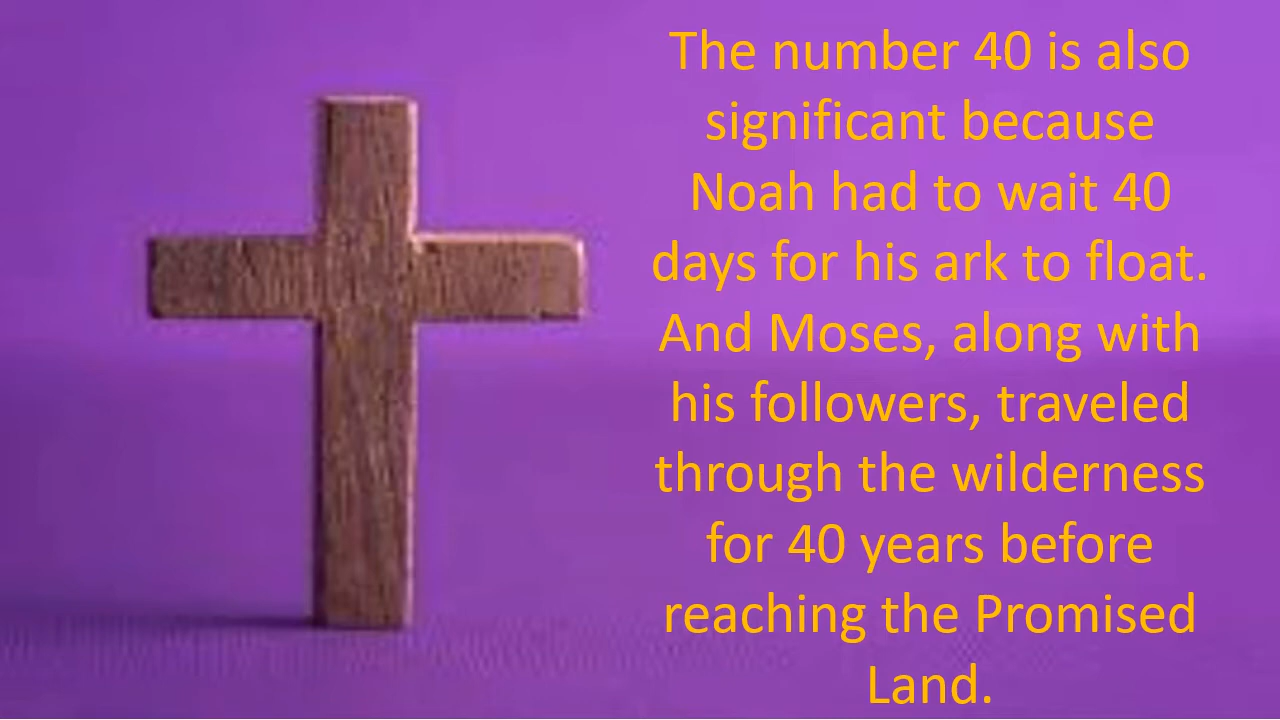 The number 40 is also
significant because
Noah had to wait 40
days for his ark to float.
And Moses, along with
his followers, traveled
through the wilderness
for 40 years before
reaching the Promised
Land.